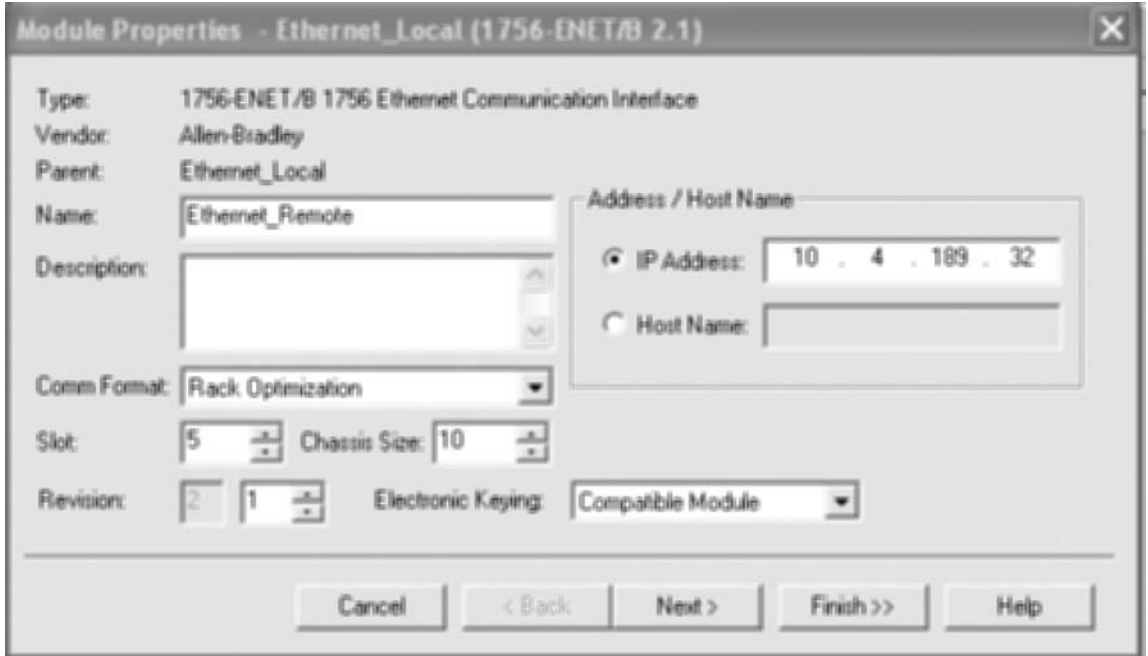 Module Properties - Ethernet_Local (1756-ENET/B 2.1)
Type: 1756-ENET/B 1756 Ethernet Communication Interface
Vendor: Allen-Bradley
Parent: Ethernet_Local
Name: Ethernet_Remote
Address / Host Name
Description:
IP Address: 10 . 4 . 189 . 32
Host Name:
Comm Format: Rack Optimization
Slot: 5 Chassis Size: 10
Revision: 2 1 Electronic Keying: Compatible Module
Cancel < Back Next > Finish >> Help